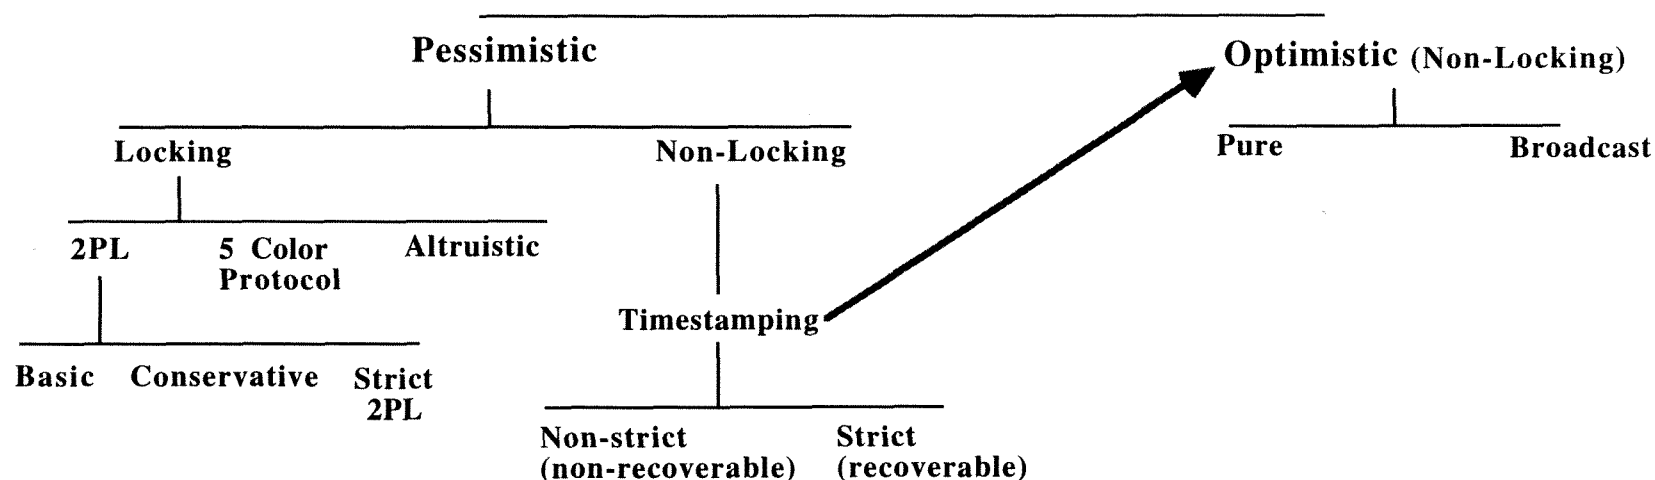 Pessimistic
Optimistic (Non-Locking)
Locking
Non-Locking
Pure
Broadcast
2PL
5 Color
Protocol
Altruistic
Timestamping
Basic
Conservative
Strict
2PL
Non-strict
(non-recoverable)
Strict
(recoverable)